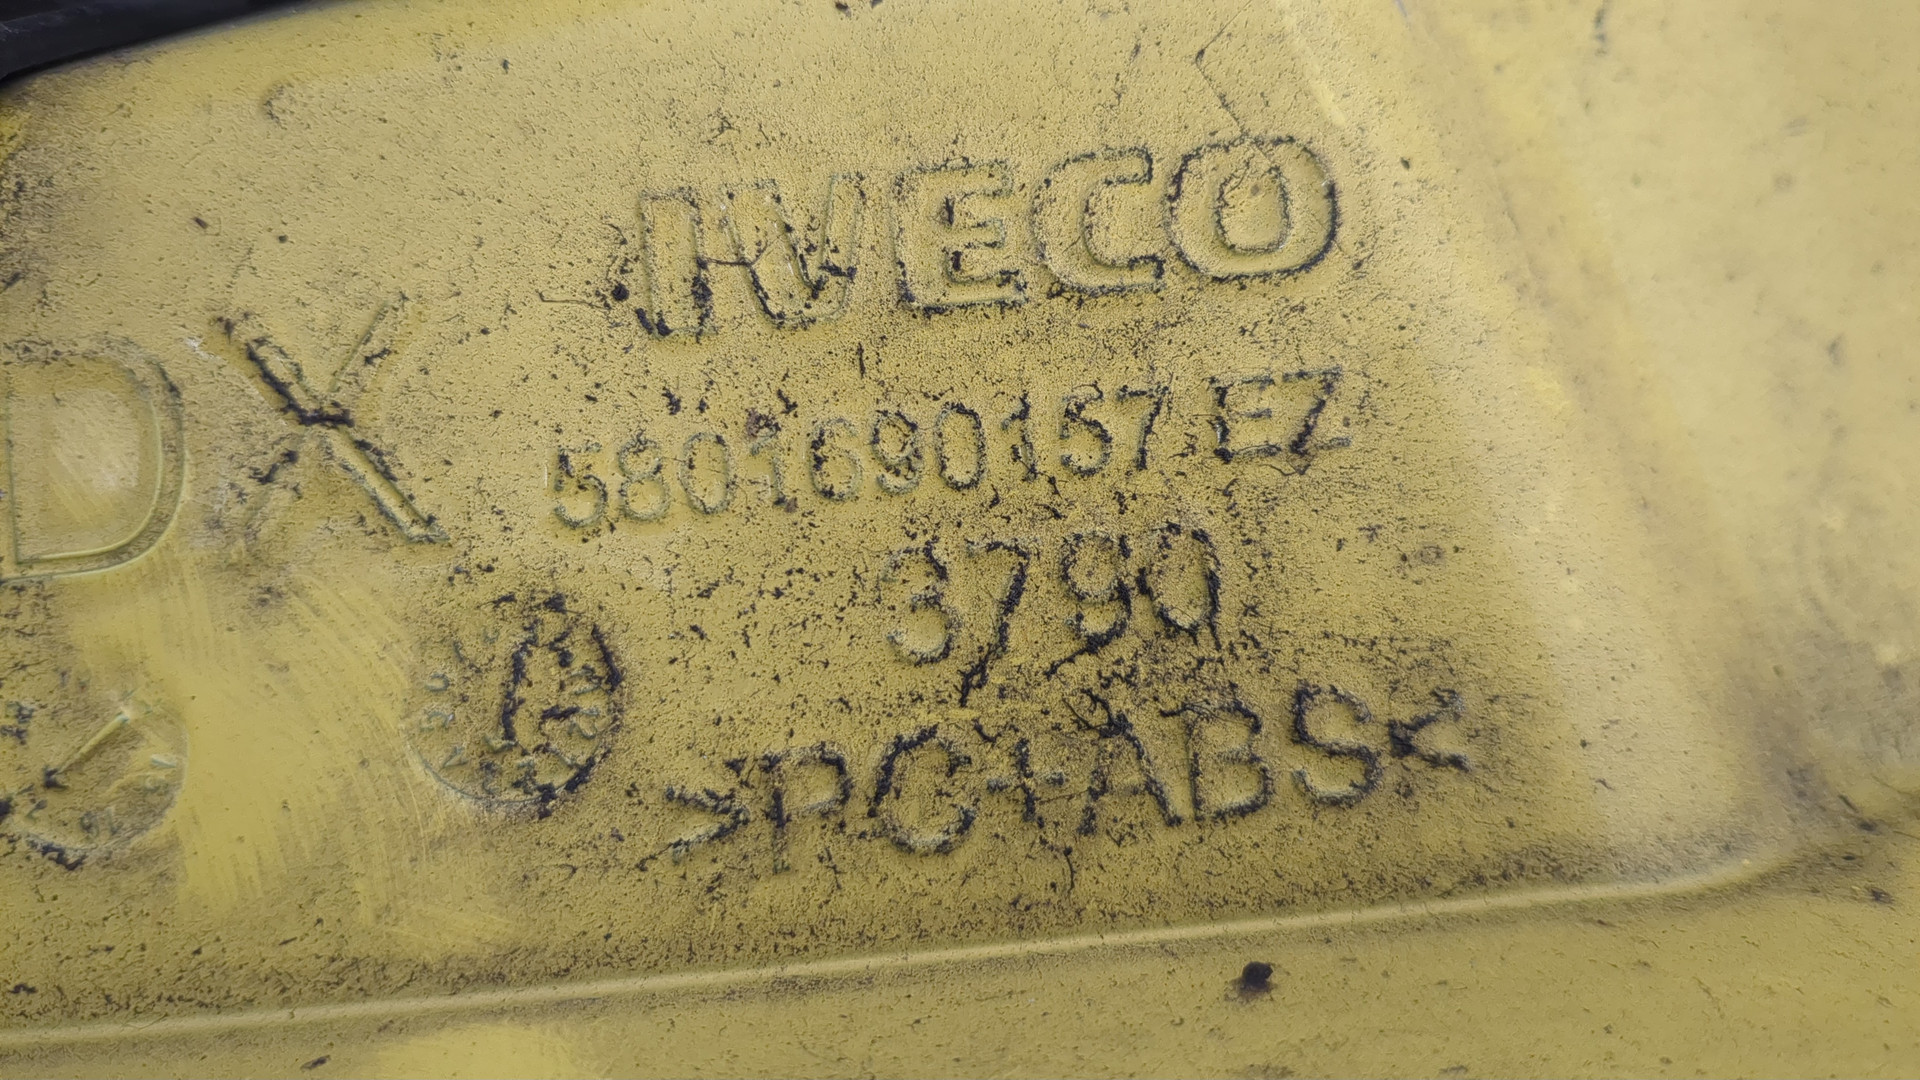 IVECO
DX
5801690157 EZ
3790
>PC+ABS<